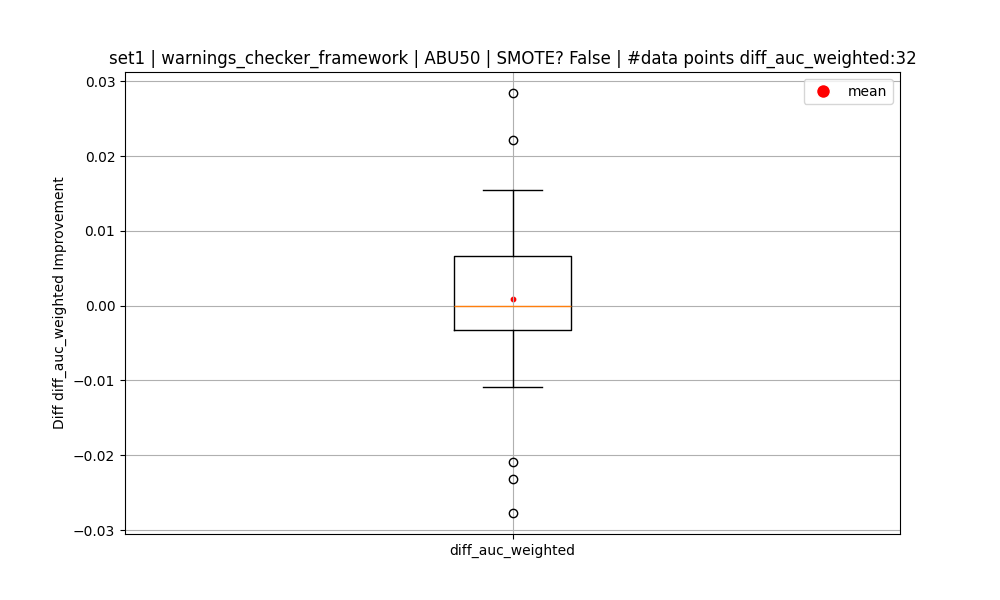 set1 | warnings_checker_framework | ABU50 | SMOTE? False | #data points diff_auc_weighted:32
mean
0.03
0.02
0.01
0.00
−0.01
−0.02
−0.03
Diff diff_auc_weighted Improvement
diff_auc_weighted